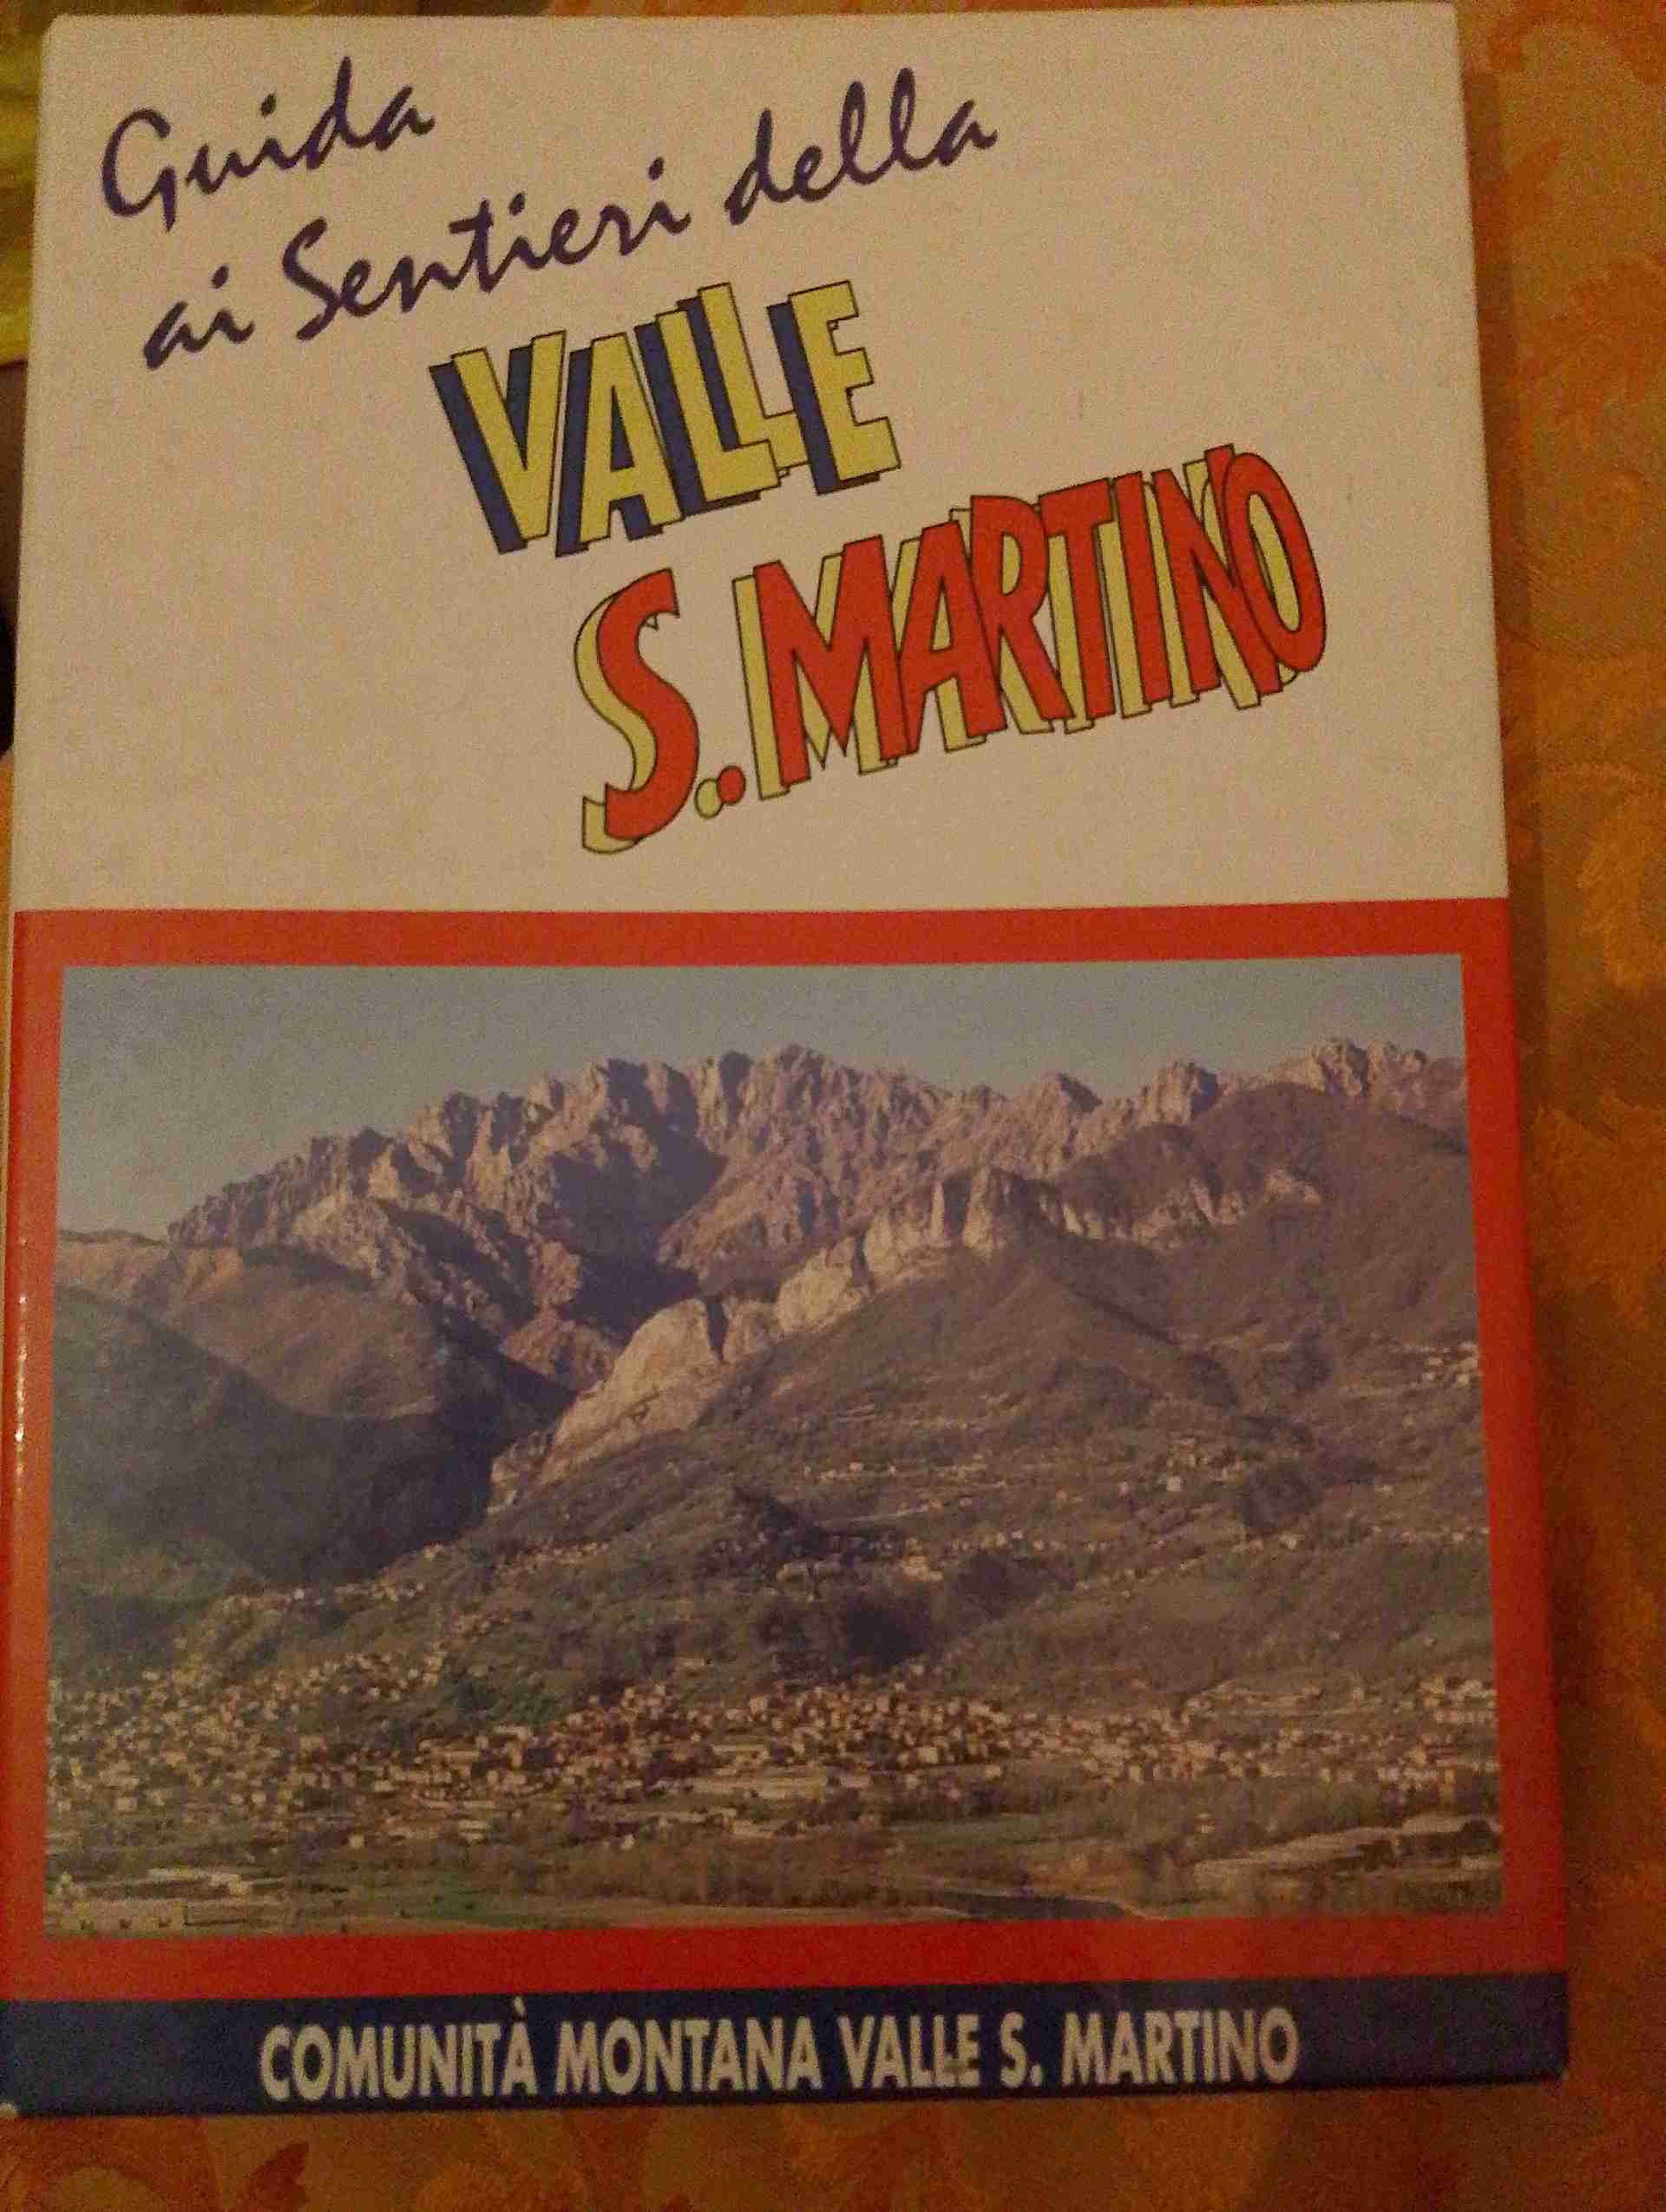 Guida
ai Sentieri della
VALLE
S. MARTINO
COMUNITÀ MONTANA VALLE S. MARTINO